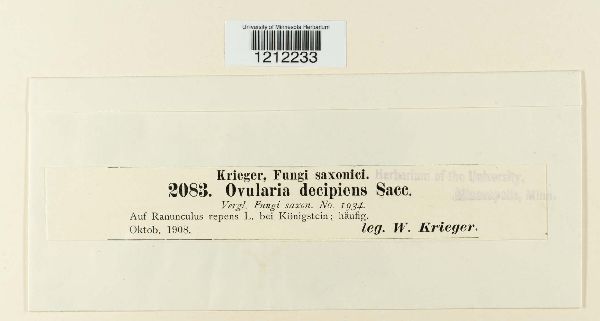 University of Minnesota Herbarium
1212233
Krieger, Fungi saxonici.
2083. Ovularia decipiens Sacc.
Vergl. Fungi saxon. No. 1934.
Auf Ranunculus repens L. bei Königstein; häufig.
Oktob. 1908. leg. W. Krieger.
Herbarium of the University,
Minneapolis, Minn.